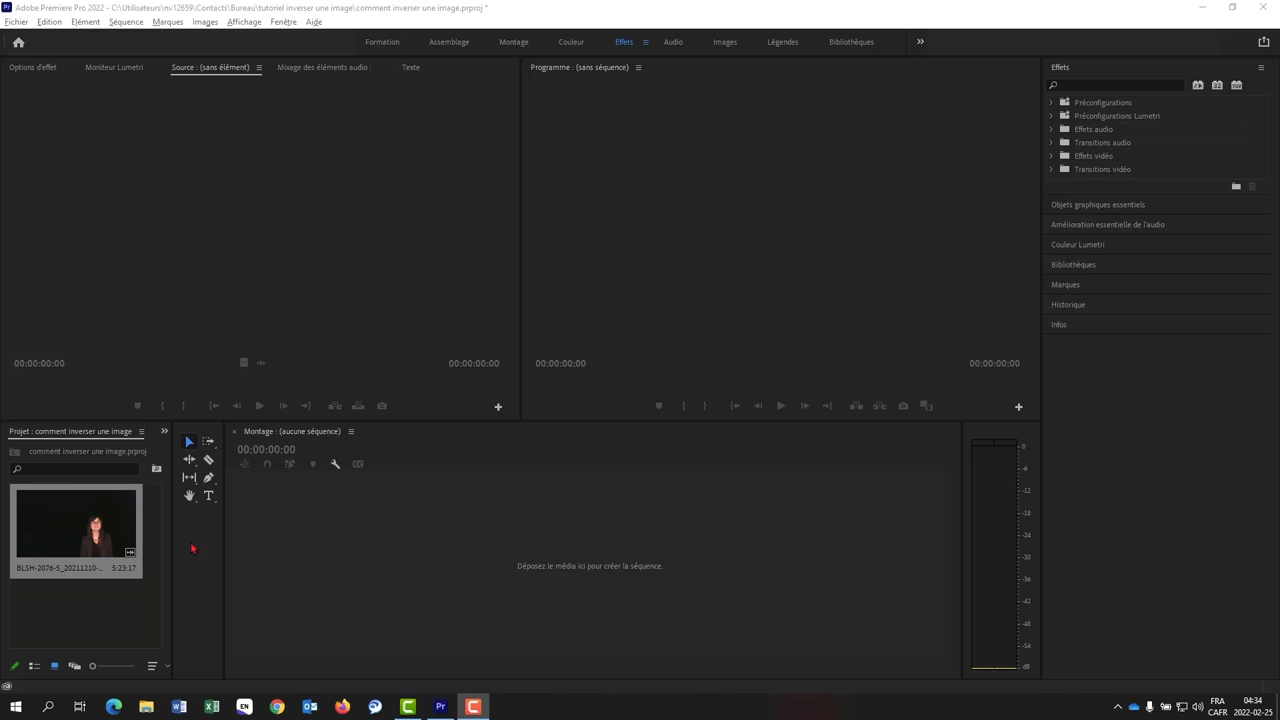 Adobe Premiere Pro 2022 - C:\Utilisateurs\nv12659\Contacts\Bureau\tutoriel inverser une image\comment inverser une image.prproj *
Fichier Edition Elément Séquence Marques Images Affichage Fenêtre Aide
Formation Assemblage Montage Couleur Effets Audio Images Légendes Bibliothèques
Options d'effet Moniteur Lumetri Source : (sans élément) Mixage des éléments audio : Texte
Programme : (sans séquence)
Effets
Préconfigurations
Préconfigurations Lumetri
Effets audio
Transitions audio
Effets vidéo
Transitions vidéo
Objets graphiques essentiels
Amélioration essentielle de l'audio
Couleur Lumetri
Bibliothèques
Marques
Historique
Infos
00:00:00:00 00:00:00:00 00:00:00:00 00:00:00:00
Projet : comment inverser une image
comment inverser une image.prproj
BLSH-2076-S_20211210-... 5:23:17
Montage : (aucune séquence)
00:00:00:00
Déposez le média ici pour créer la séquence.
0
-6
-12
-18
-24
-30
-36
-42
-48
-54
dB
EN
FRA
CAFR
04:34
2022-02-25